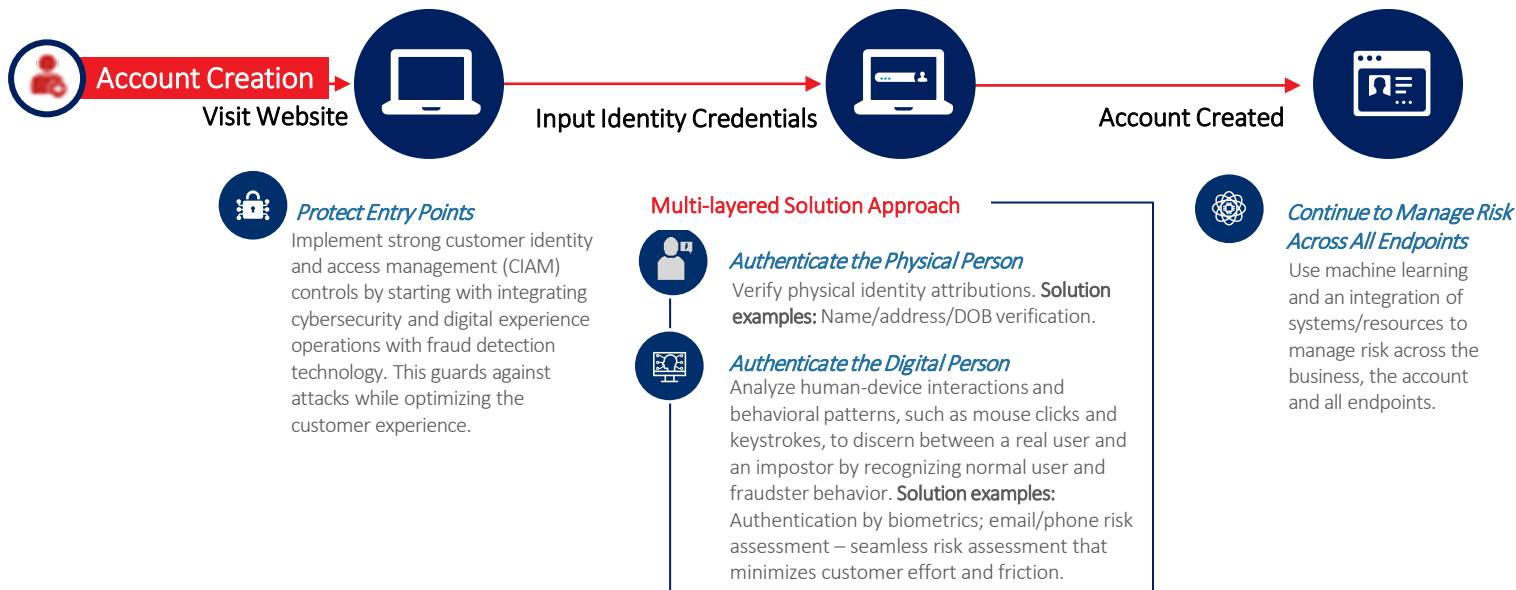 Account Creation
Visit Website
Input Identity Credentials
Account Created
Protect Entry Points
Implement strong customer identity
and access management (CIAM)
controls by starting with integrating
cybersecurity and digital experience
operations with fraud detection
technology. This guards against
attacks while optimizing the
customer experience.
Multi-layered Solution Approach
Authenticate the Physical Person
Verify physical identity attributions. Solution
examples: Name/address/DOB verification.
Authenticate the Digital Person
Analyze human-device interactions and
behavioral patterns, such as mouse clicks and
keystrokes, to discern between a real user and
an impostor by recognizing normal user and
fraudster behavior. Solution examples:
Authentication by biometrics; email/phone risk
assessment – seamless risk assessment that
minimizes customer effort and friction.
Continue to Manage Risk
Across All Endpoints
Use machine learning
and an integration of
systems/resources to
manage risk across the
business, the account
and all endpoints.